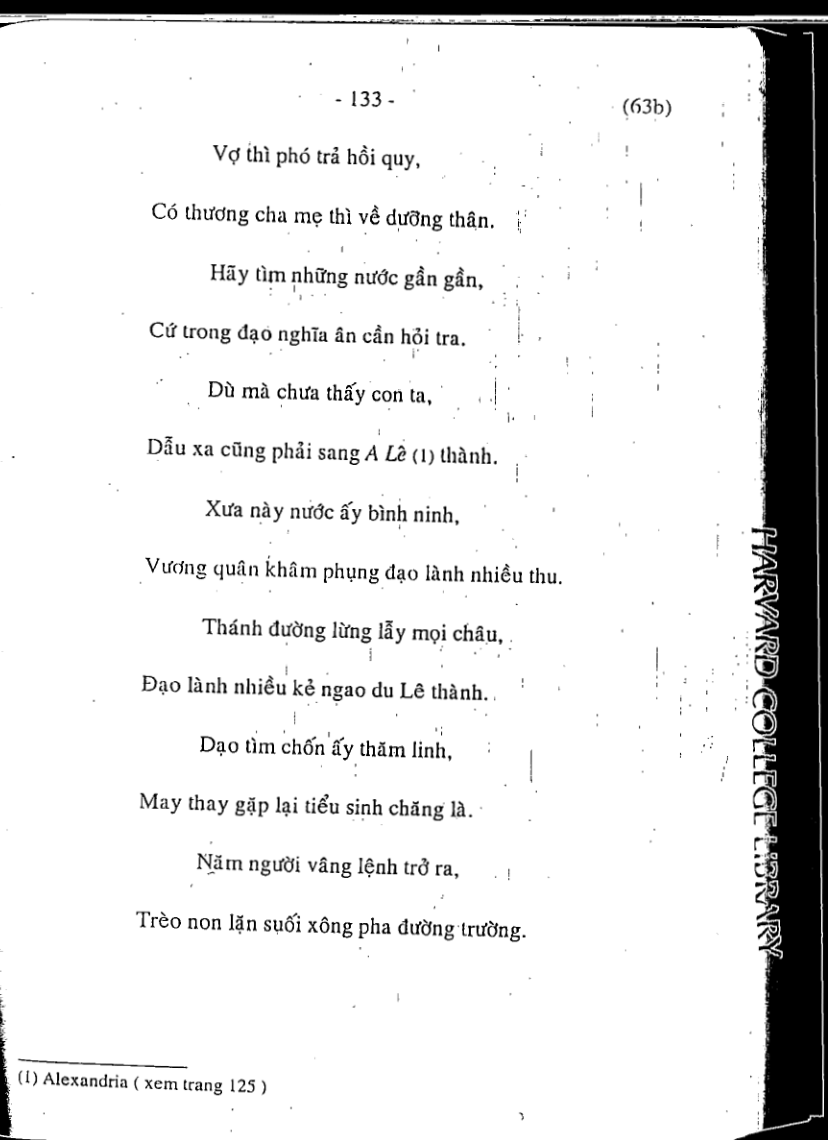 - 133 -
(63b)
Vợ thì phó trả hồi quy,
Có thương cha mẹ thì về dưỡng thân.
Hãy tìm những nước gần gần,
Cứ trong đạo nghĩa ân cần hỏi tra.
Dù mà chưa thấy con ta,
Dẫu xa cũng phải sang A Lê (1) thành.
Xưa này nước ấy bình ninh,
Vương quân khâm phụng đạo lành nhiều thu.
Thánh đường lừng lẫy mọi châu,
Đạo lành nhiều kẻ ngao du Lê thành.
Dạo tìm chốn ấy thăm linh,
May thay gặp lại tiểu sinh chăng là.
Năm người vâng lệnh trở ra,
Trèo non lặn suối xông pha đường trường.
(1) Alexandria ( xem trang 125 )
HARVARD COLLEGE LIBRARY